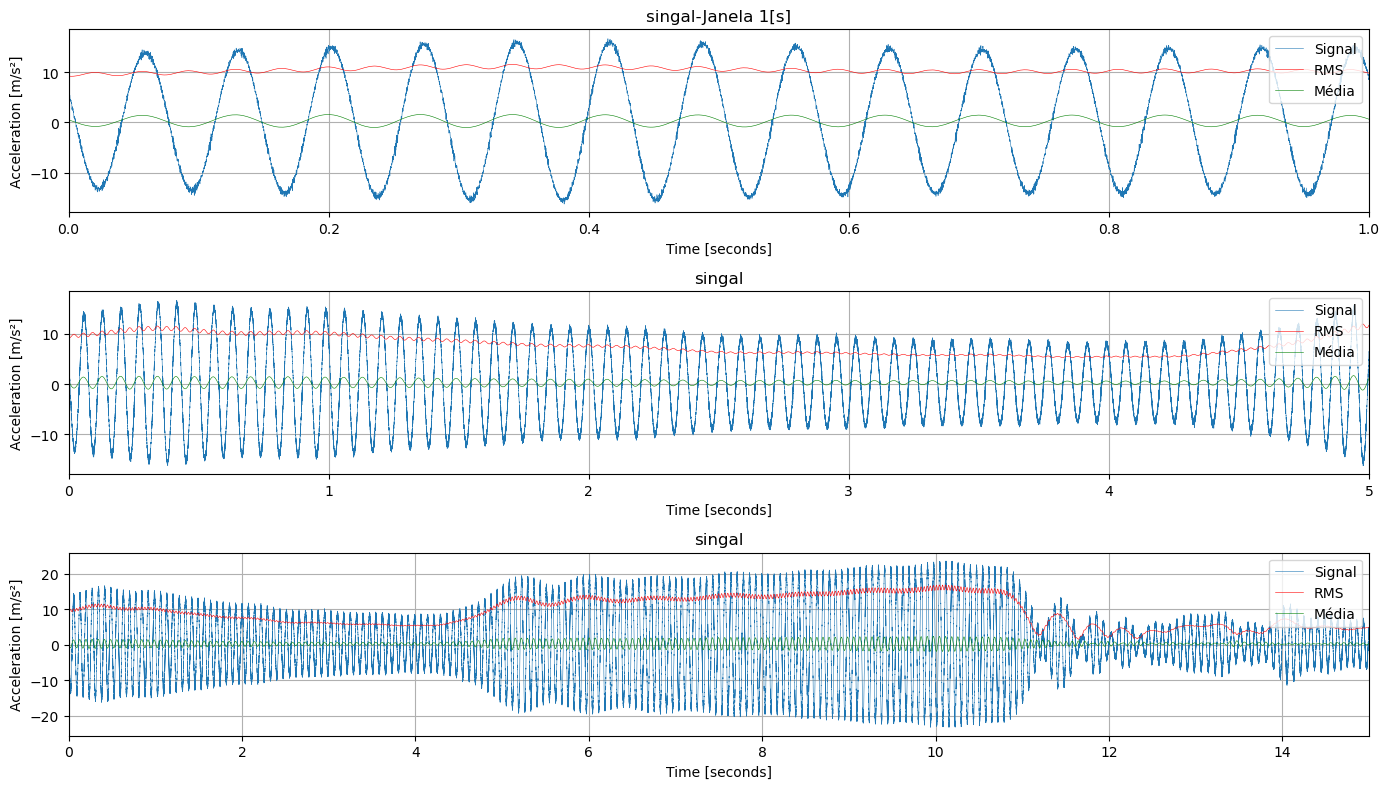 singal-Janela 1[s]
Acceleration [m/s²]
10
0
−10
Signal
RMS
Média
0.0 0.2 0.4 0.6 0.8 1.0
Time [seconds]
singal
Acceleration [m/s²]
10
0
−10
Signal
RMS
Média
0 1 2 3 4 5
Time [seconds]
singal
Acceleration [m/s²]
20
10
0
−10
−20
Signal
RMS
Média
0 2 4 6 8 10 12 14
Time [seconds]